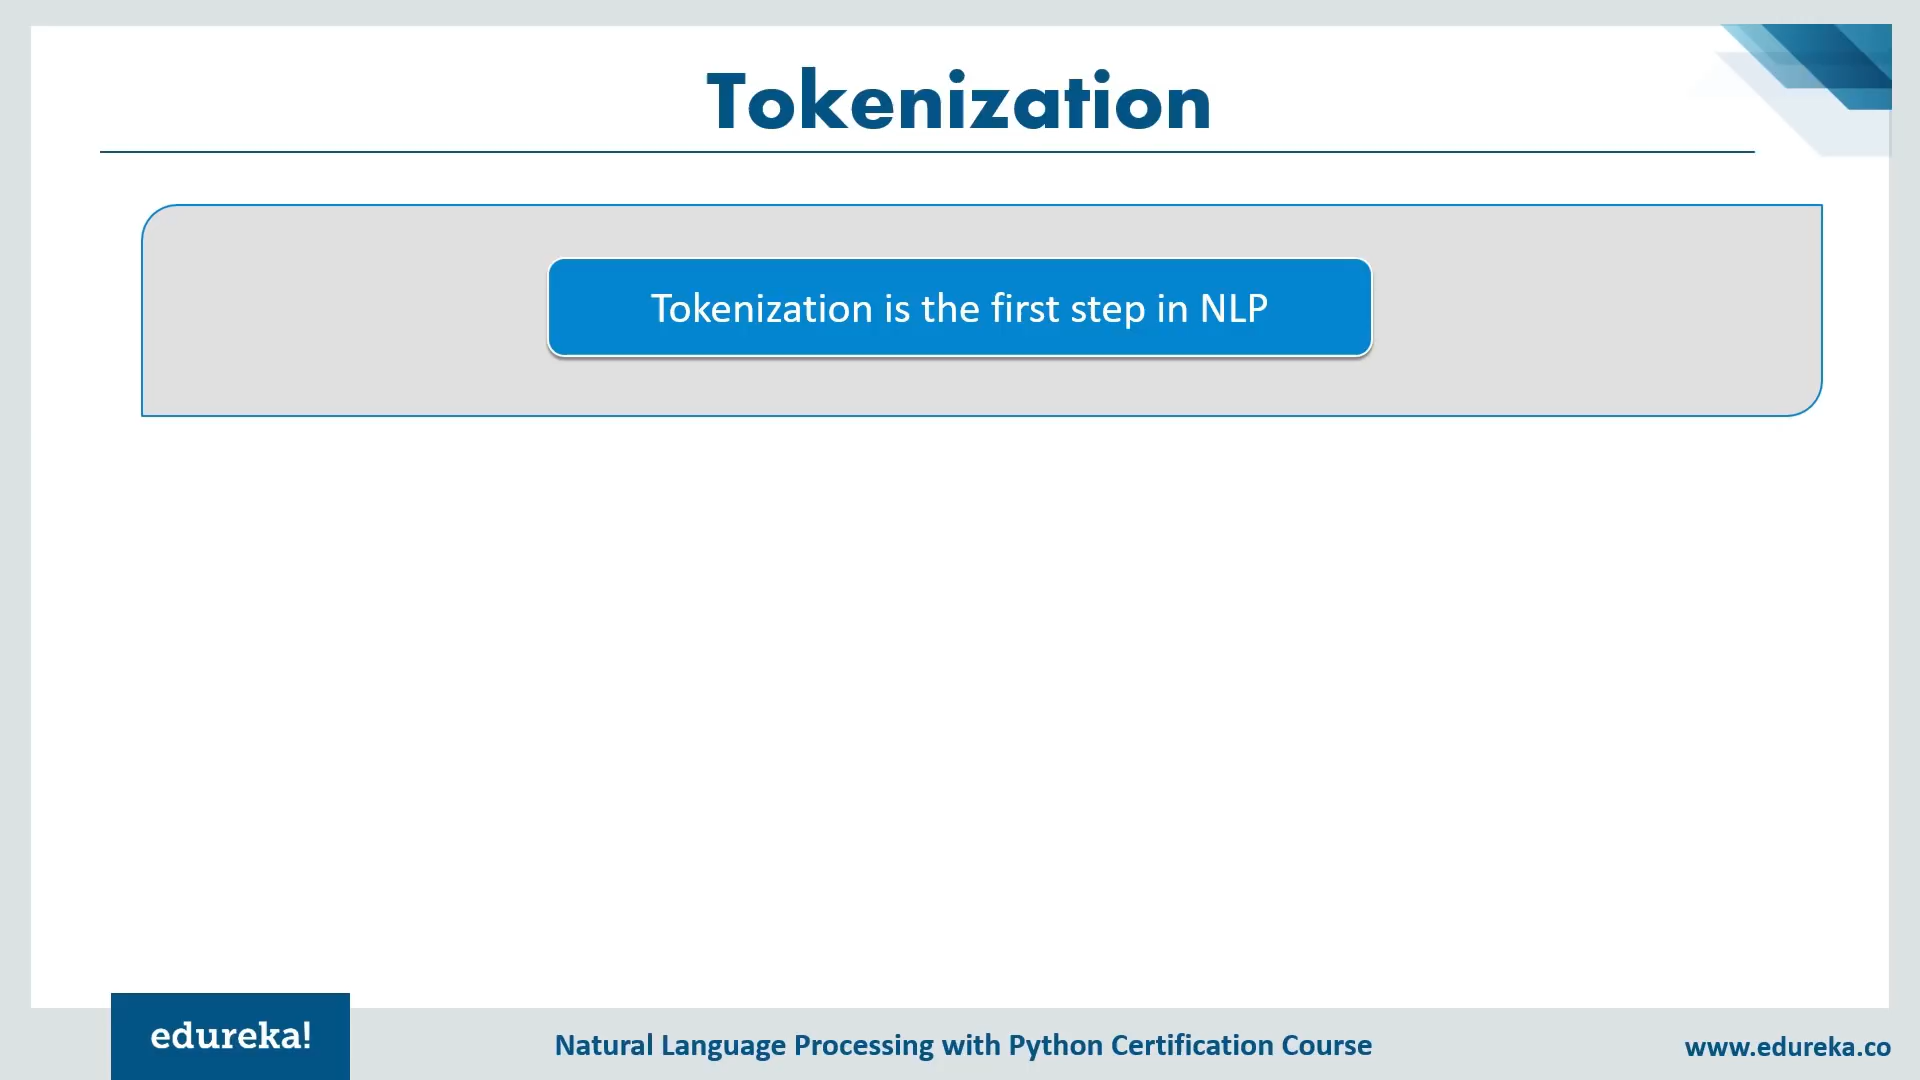 Tokenization
Tokenization is the first step in NLP
edureka!
Natural Language Processing with Python Certification Course
www.edureka.co